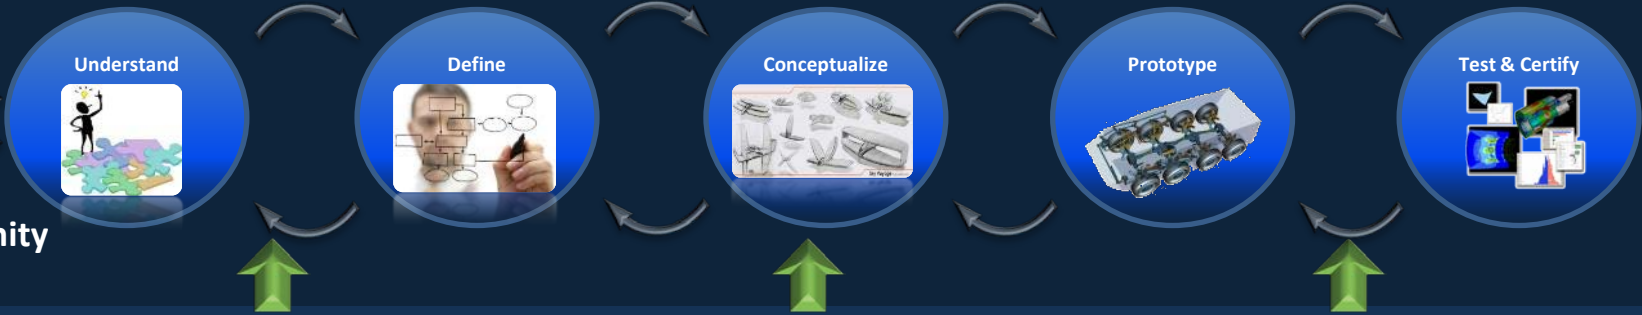 Understand
Define
Conceptualize
Prototype
Test & Certify
nity